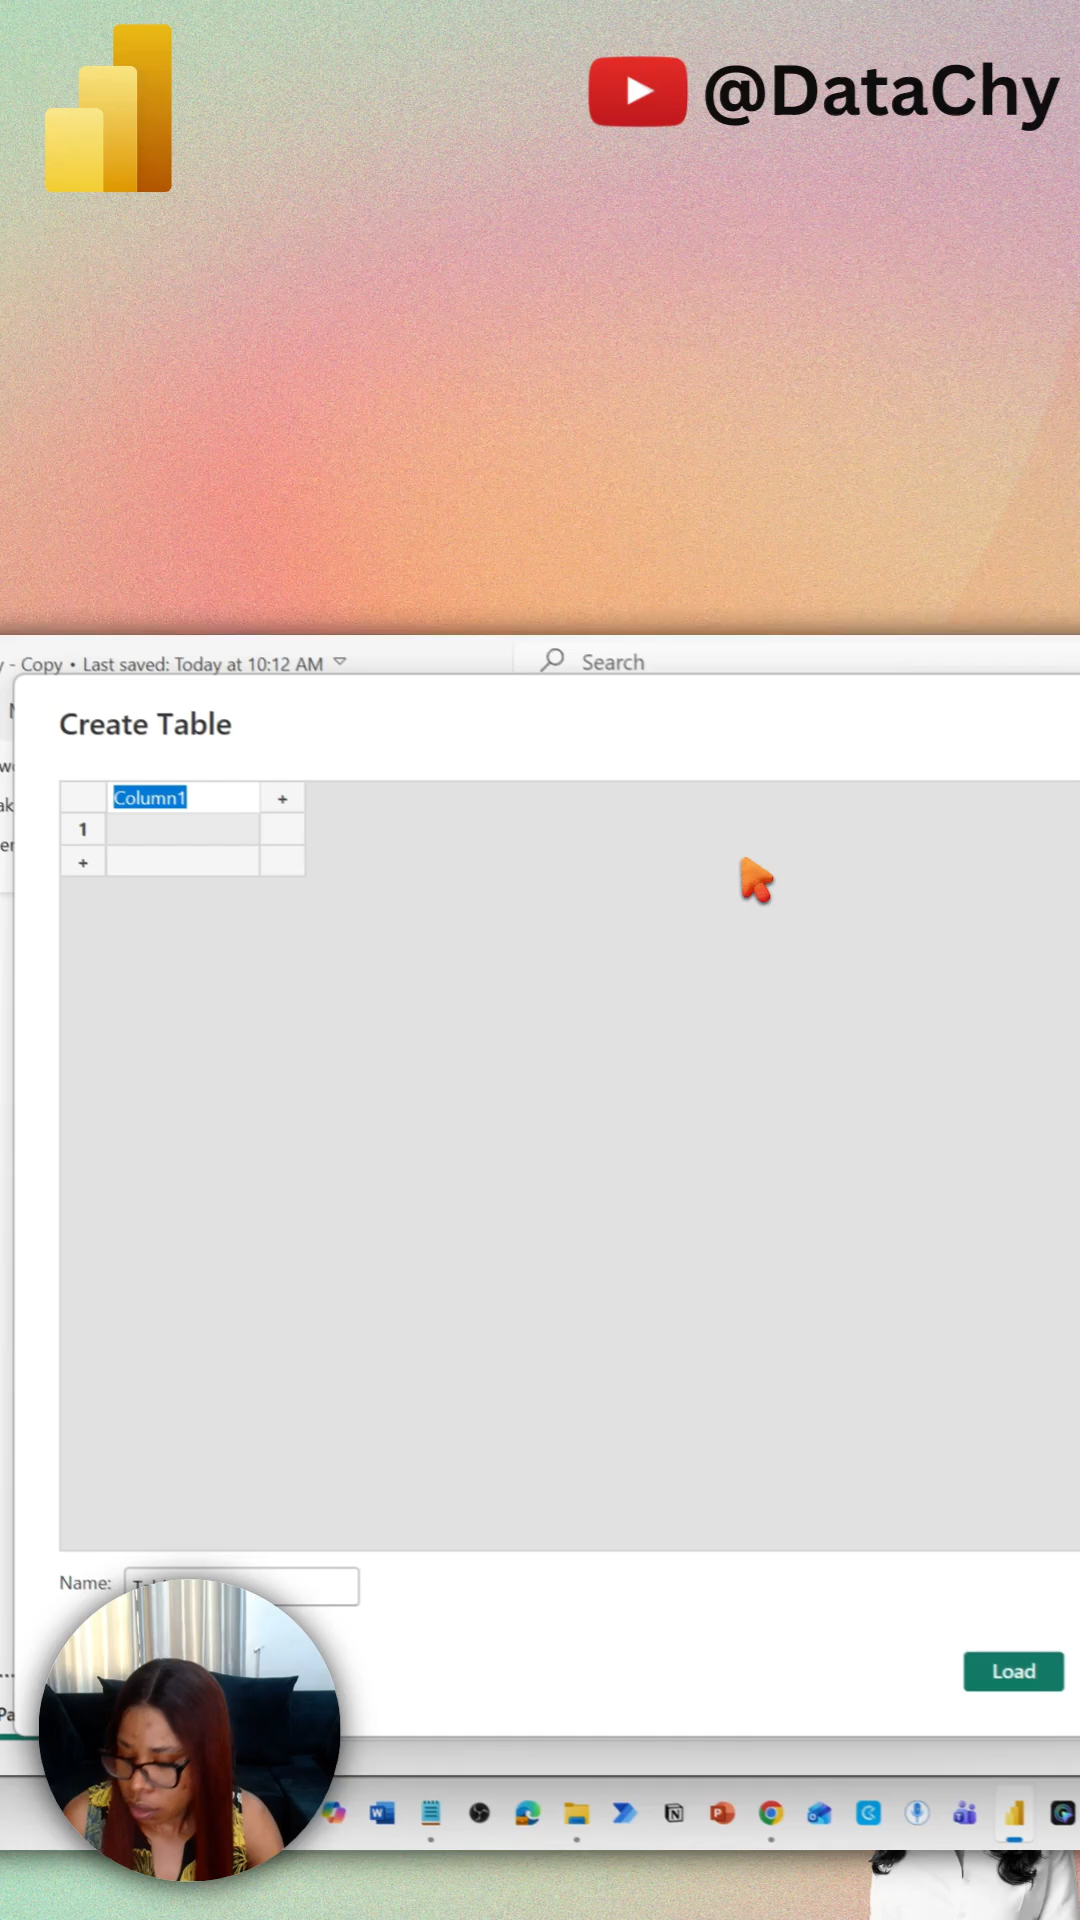 @DataChy
- Copy • Last saved: Today at 10:12 AM
Search
Create Table
Column1
+
1
+
Name:
Load